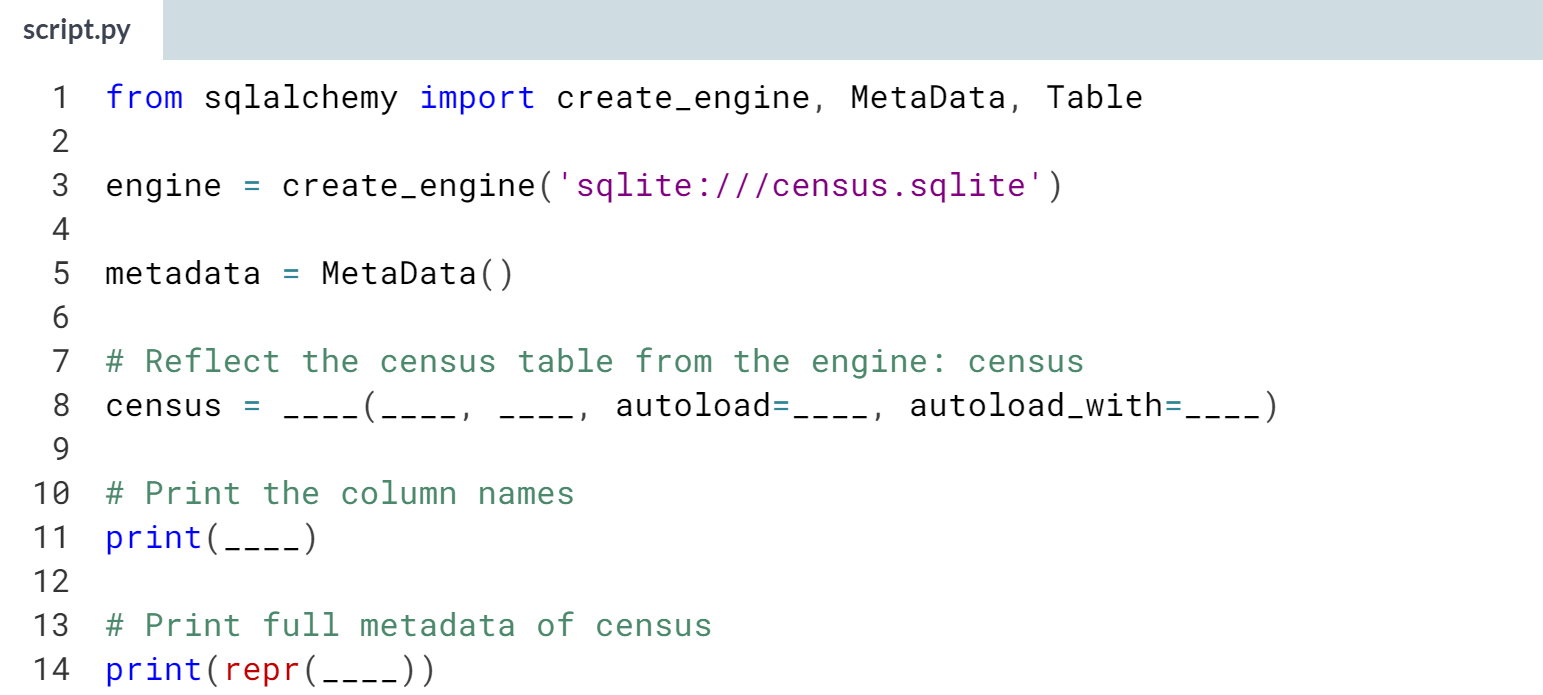 script.py
1 from sqlalchemy import create_engine, MetaData, Table
2
3 engine = create_engine('sqlite:///census.sqlite')
4
5 metadata = MetaData()
6
7 # Reflect the census table from the engine: census
8 census = ____(____, ____, autoload=____, autoload_with=____)
9
10 # Print the column names
11 print(____)
12
13 # Print full metadata of census
14 print(repr(____))